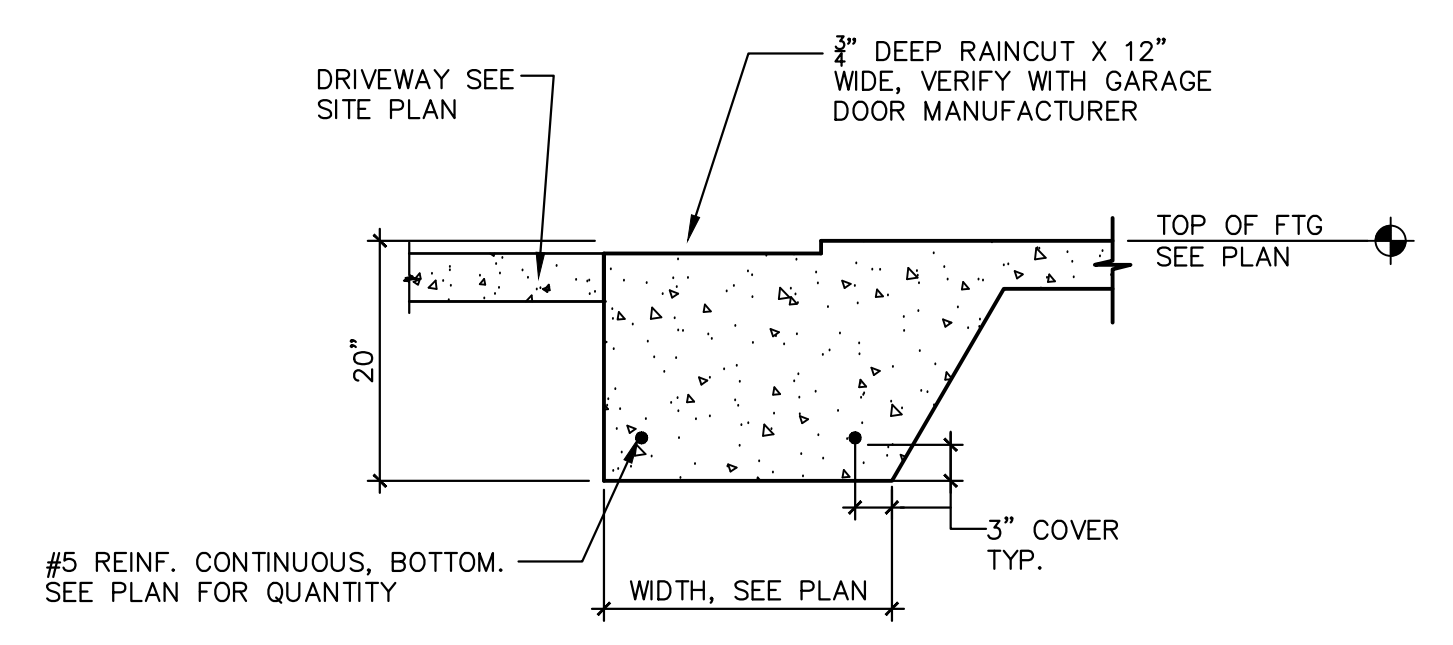 ¾” DEEP RAINCUT X 12”
WIDE, VERIFY WITH GARAGE
DOOR MANUFACTURER
DRIVEWAY SEE
SITE PLAN
TOP OF FTG
SEE PLAN
20”
3” COVER
TYP.
#5 REINF. CONTINUOUS, BOTTOM.
SEE PLAN FOR QUANTITY
WIDTH, SEE PLAN